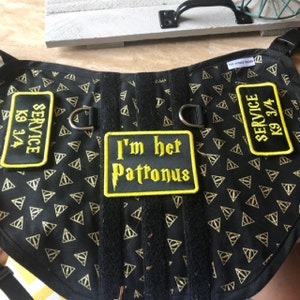 SERVICE
K9 3/4
I'm her
Patronus
SERVICE
K9 3/4